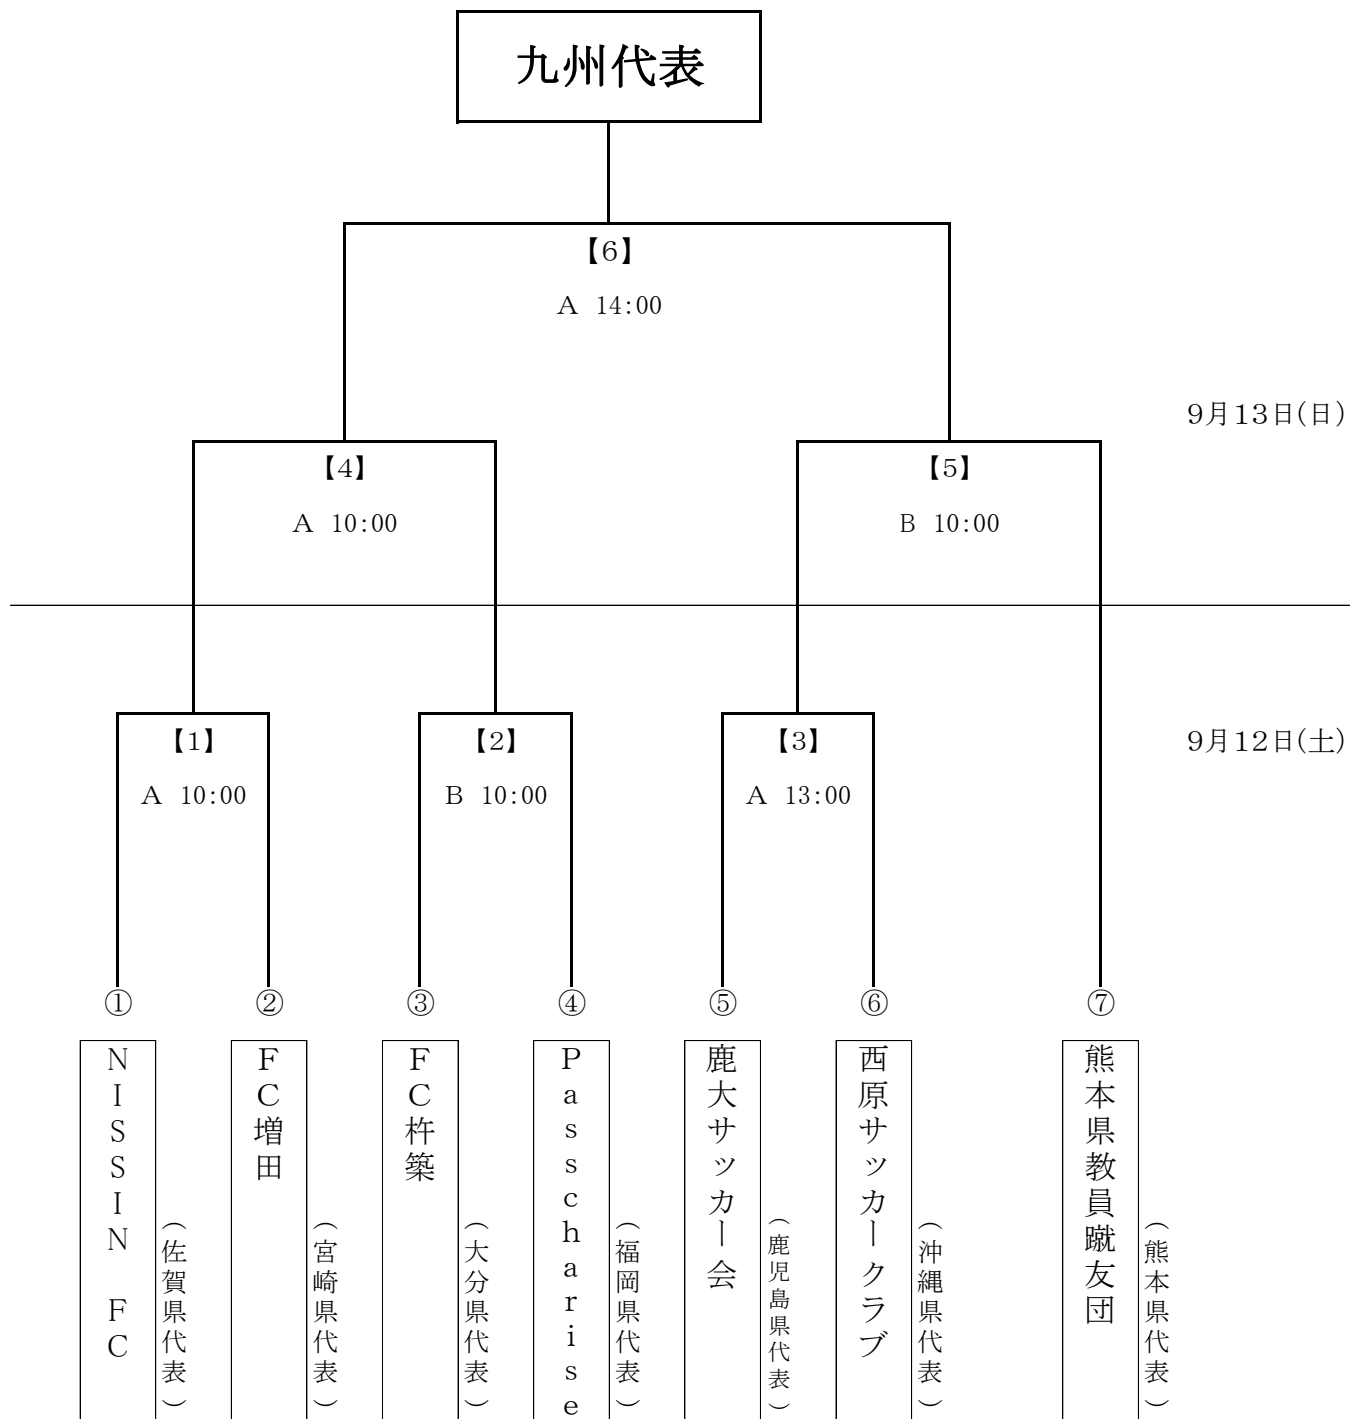 九州代表
【6】
A 14:00
9月13日(日)
【4】
【5】
A 10:00
B 10:00
【1】
【2】
【3】
9月12日(土)
A 10:00
B 10:00
A 13:00
①
②
③
④
⑤
⑥
⑦
NISSIN FC
(佐賀県代表)
FC増田
(宮崎県代表)
FC杵築
(大分県代表)
Passcharise
(福岡県代表)
鹿大サッカー会
(鹿児島県代表)
西原サッカークラブ
(沖縄県代表)
熊本県教員蹴友団
(熊本県代表)